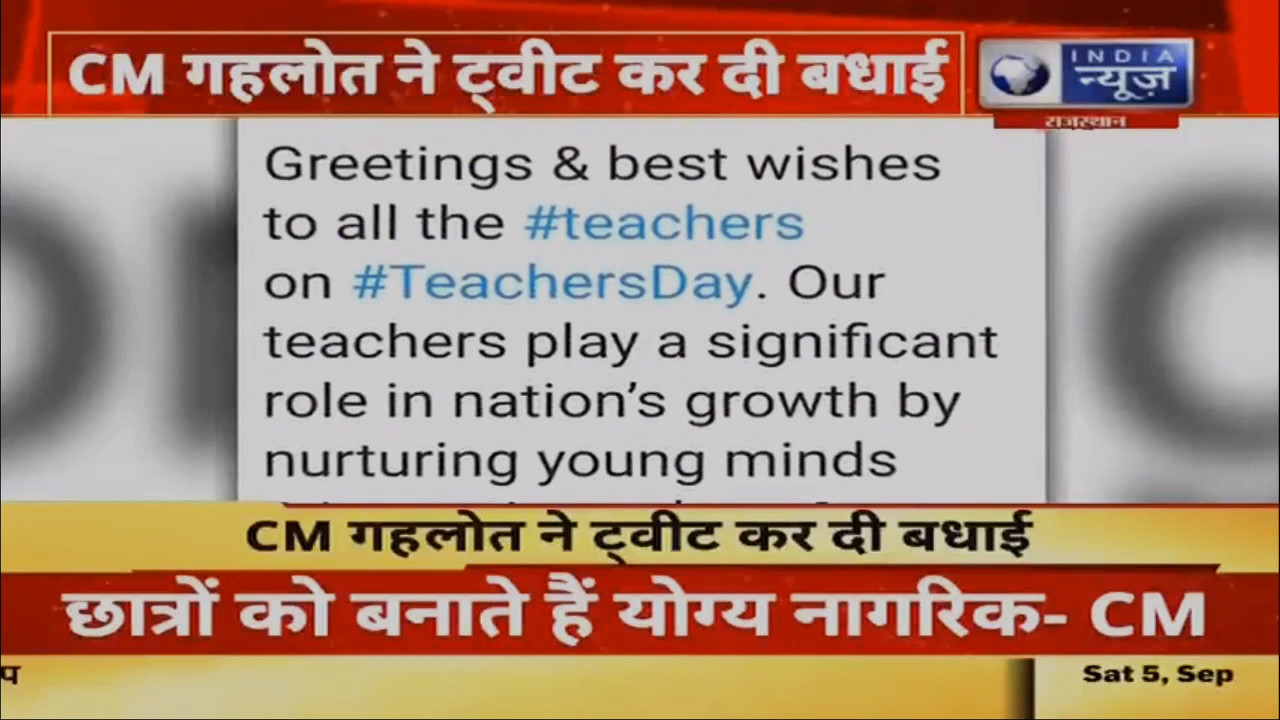 CM गहलोत ने ट्वीट कर दी बधाई
INDIA
न्यूज़
राजस्थान
Greetings & best wishes
to all the #teachers
on #TeachersDay. Our
teachers play a significant
role in nation's growth by
nurturing young minds
CM गहलोत ने ट्वीट कर दी बधाई
छात्रों को बनाते हैं योग्य नागरिक- CM
प
Sat 5, Sep